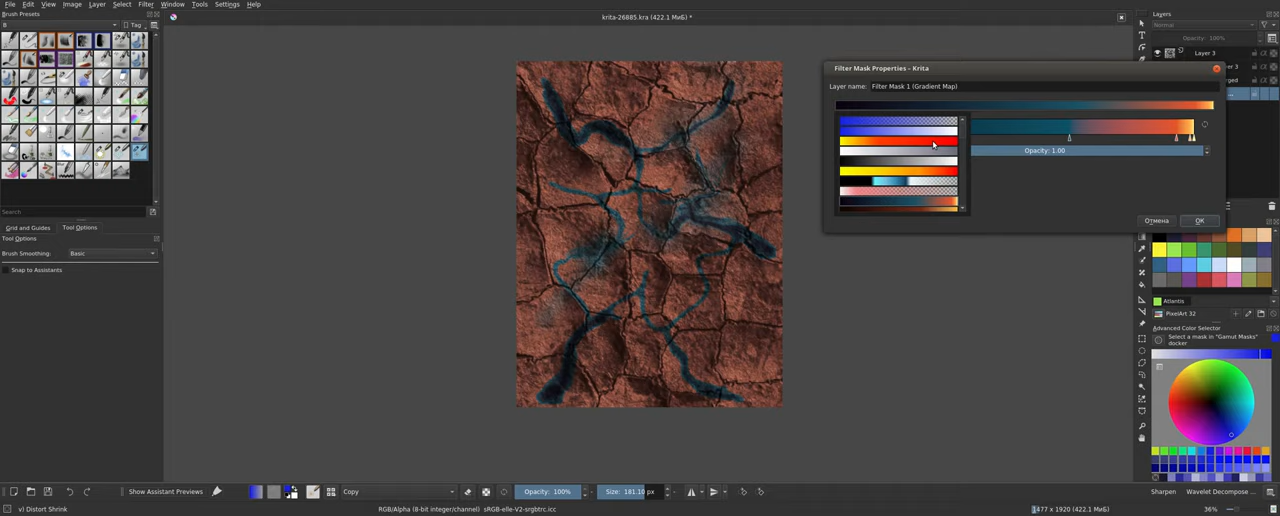 File Edit View Image Layer Select Filter Window Tools Settings Help
Brush Presets
krita-26885.kra (422.1 МиБ) *
Layers
B
Tag
Normal
Opacity: 100%
Layer 3
Filter Mask Properties – Krita
Layer name: Filter Mask 1 (Gradient Map)
Opacity: 1.00
Отмена OK
Search
Grid and Guides Tool Options
Tool Options
Brush Smoothing: Basic
Snap to Assistants
Atlantis
PixelArt 32
Advanced Color Selector
Select a mask in "Gamut Masks" docker
Show Assistant Previews Copy Opacity: 100% Size: 181.10 px Sharpen Wavelet Decompose ...
v) Distort Shrink RGB/Alpha (8-bit integer/channel) sRGB-elle-V2-srgbtrc.icc 1477 x 1920 (422.1 МиБ) 36%